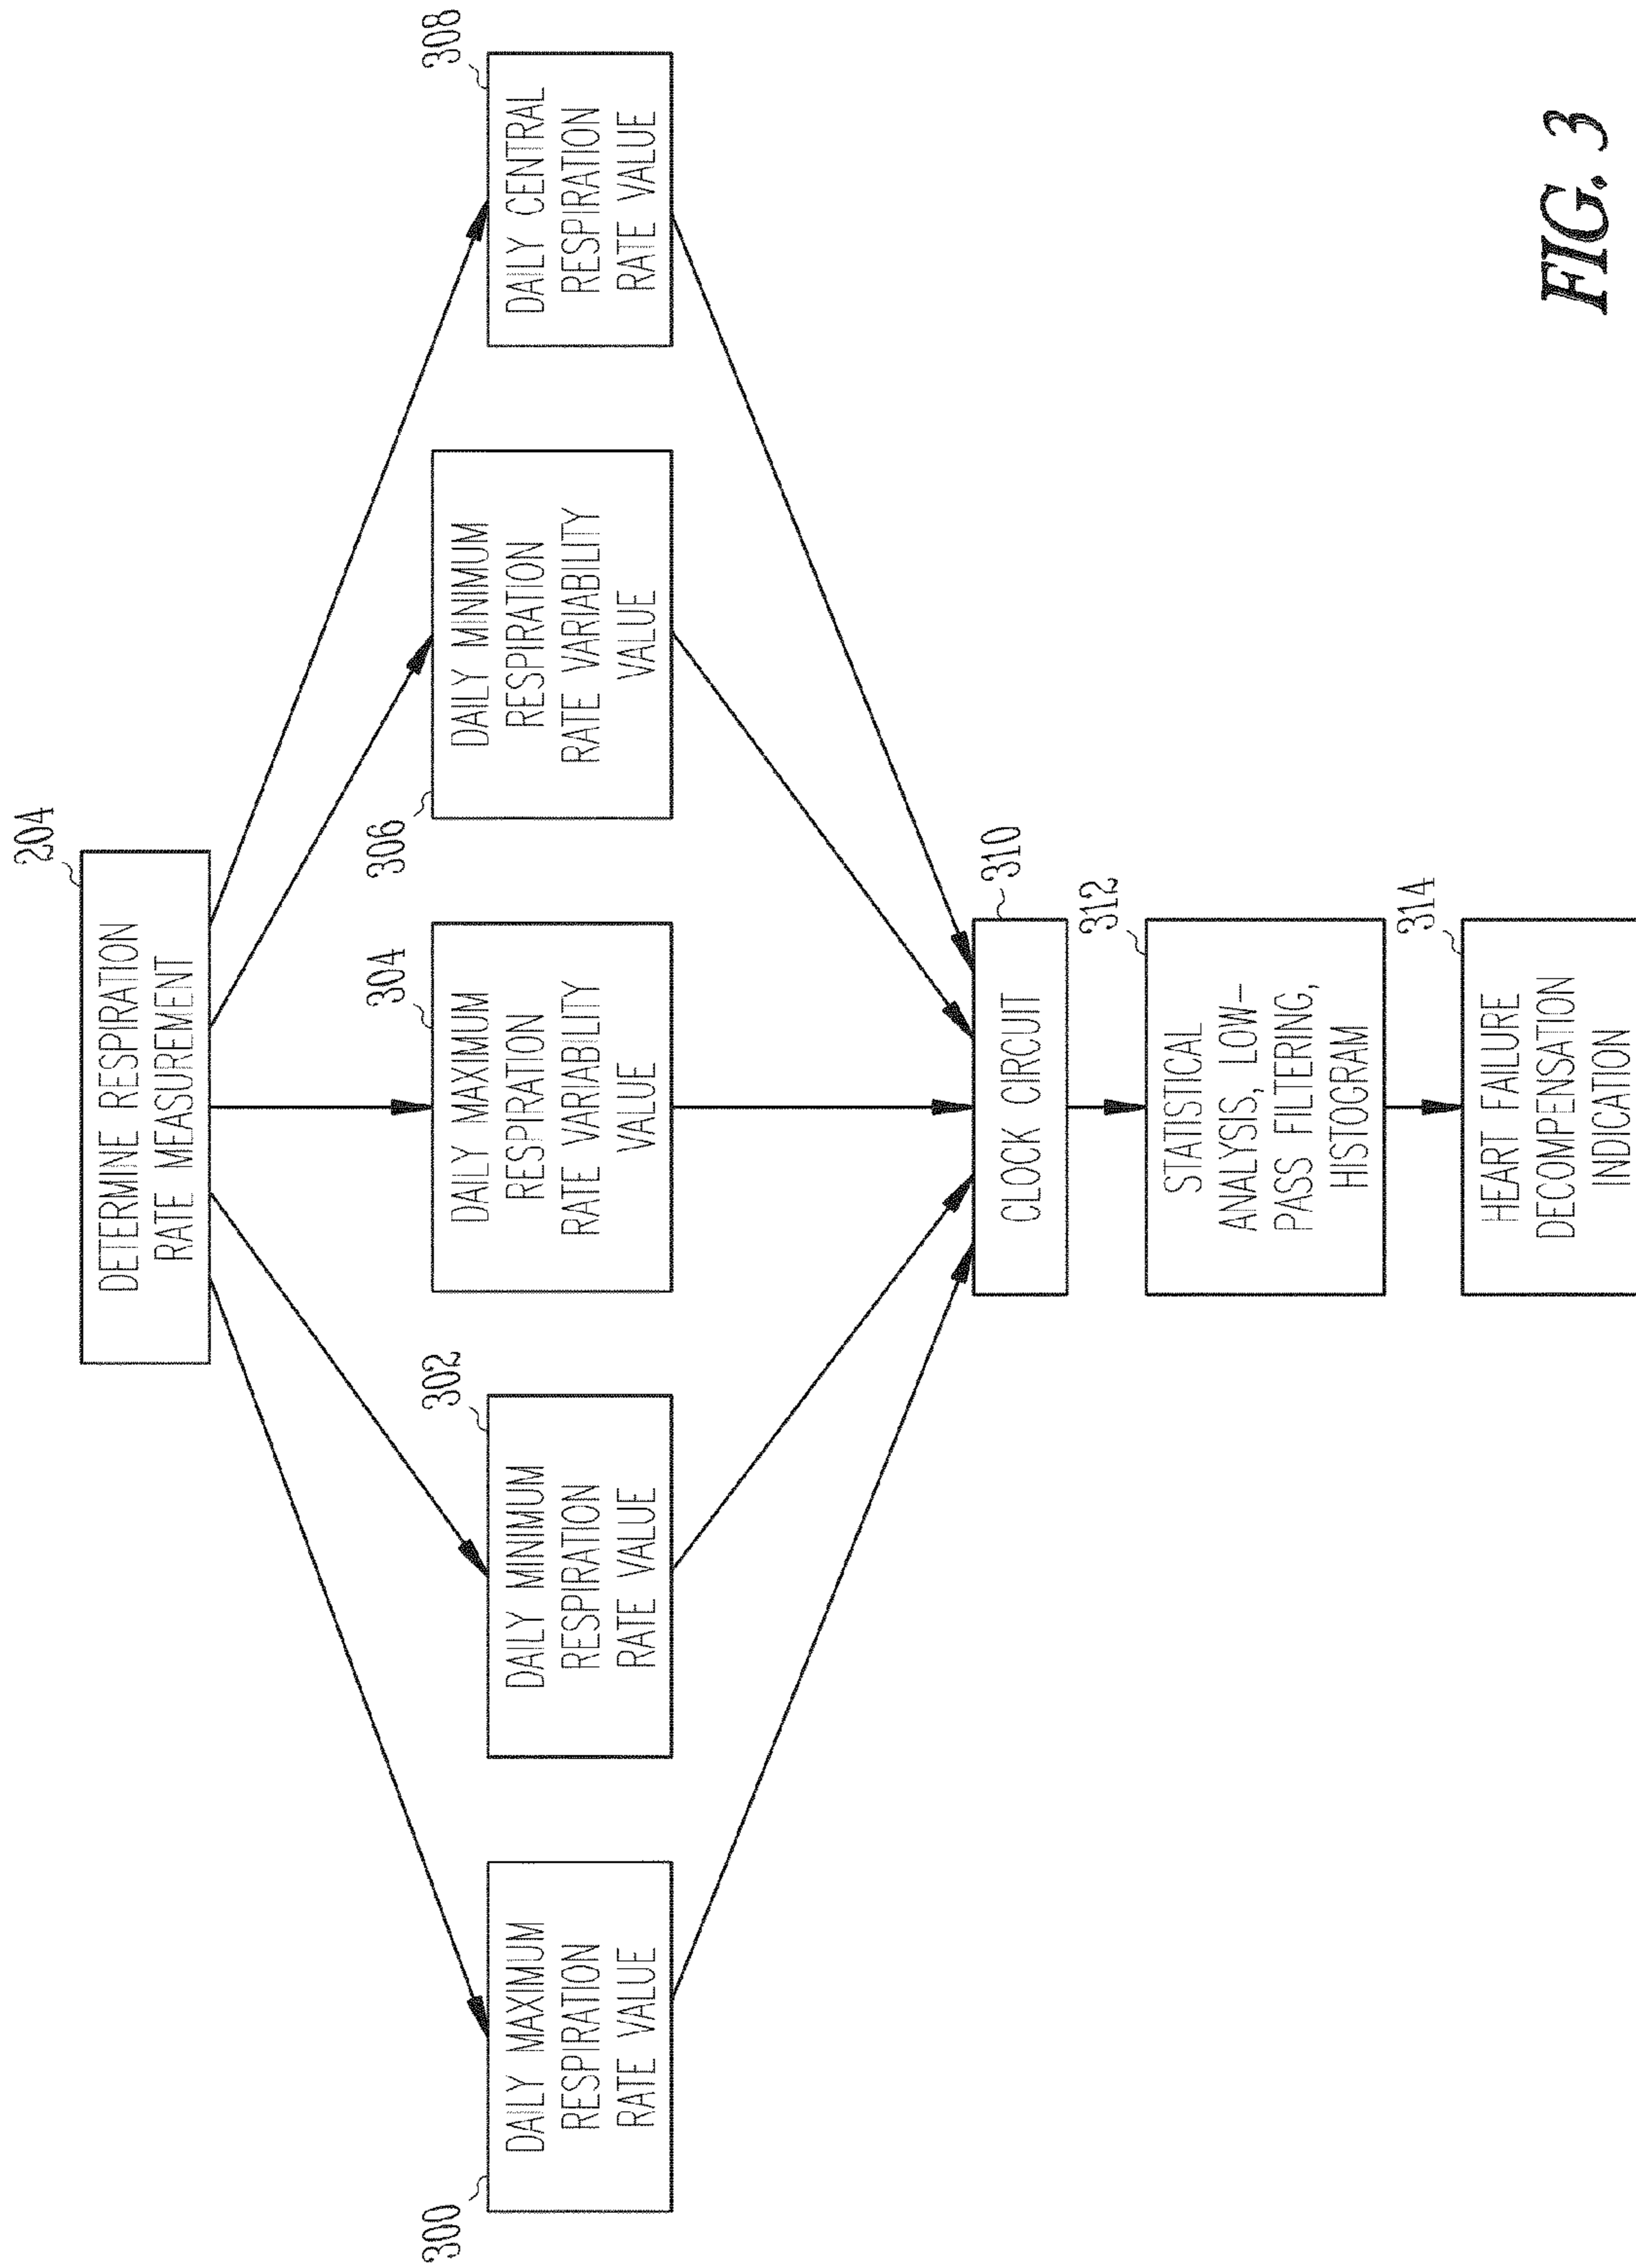 204
DETERMINE RESPIRATION
RATE MEASUREMENT
300
DAILY MAXIMUM
RESPIRATION
RATE VALUE
302
DAILY MINIMUM
RESPIRATION
RATE VALUE
304
DAILY MAXIMUM
RESPIRATION
RATE VARIABILITY
VALUE
306
DAILY MINIMUM
RESPIRATION
RATE VARIABILITY
VALUE
308
DAILY CENTRAL
RESPIRATION
RATE VALUE
310
CLOCK CIRCUIT
312
STATISTICAL
ANALYSIS, LOW–
PASS FILTERING,
HISTOGRAM
314
HEART FAILURE
DECOMPENSATION
INDICATION
FIG. 3